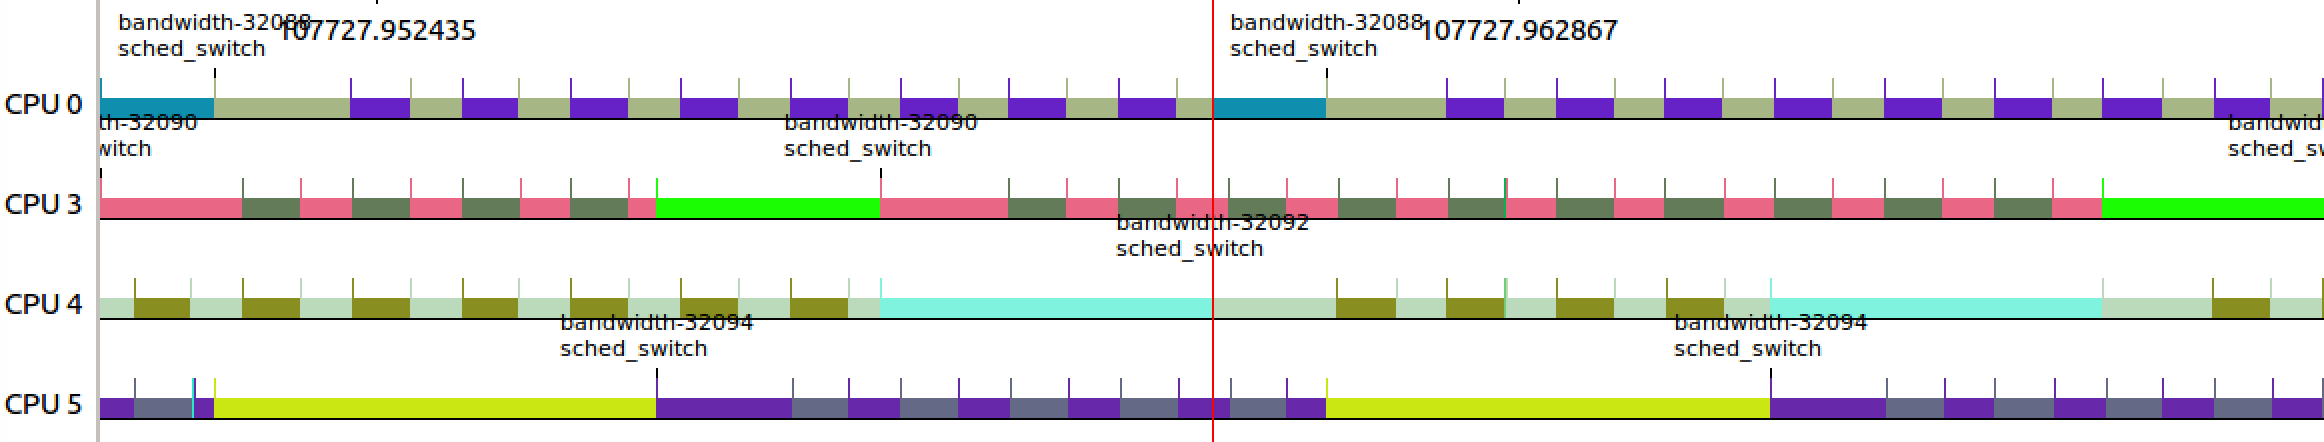 bandwidth-32088
sched_switch
107727.952435
bandwidth-32088
sched_switch
107727.962867
CPU 0
th-32090
witch
bandwidth-32090
sched_switch
bandwid
sched_sw
CPU 3
bandwidth-32092
sched_switch
CPU 4
bandwidth-32094
sched_switch
bandwidth-32094
sched_switch
CPU 5